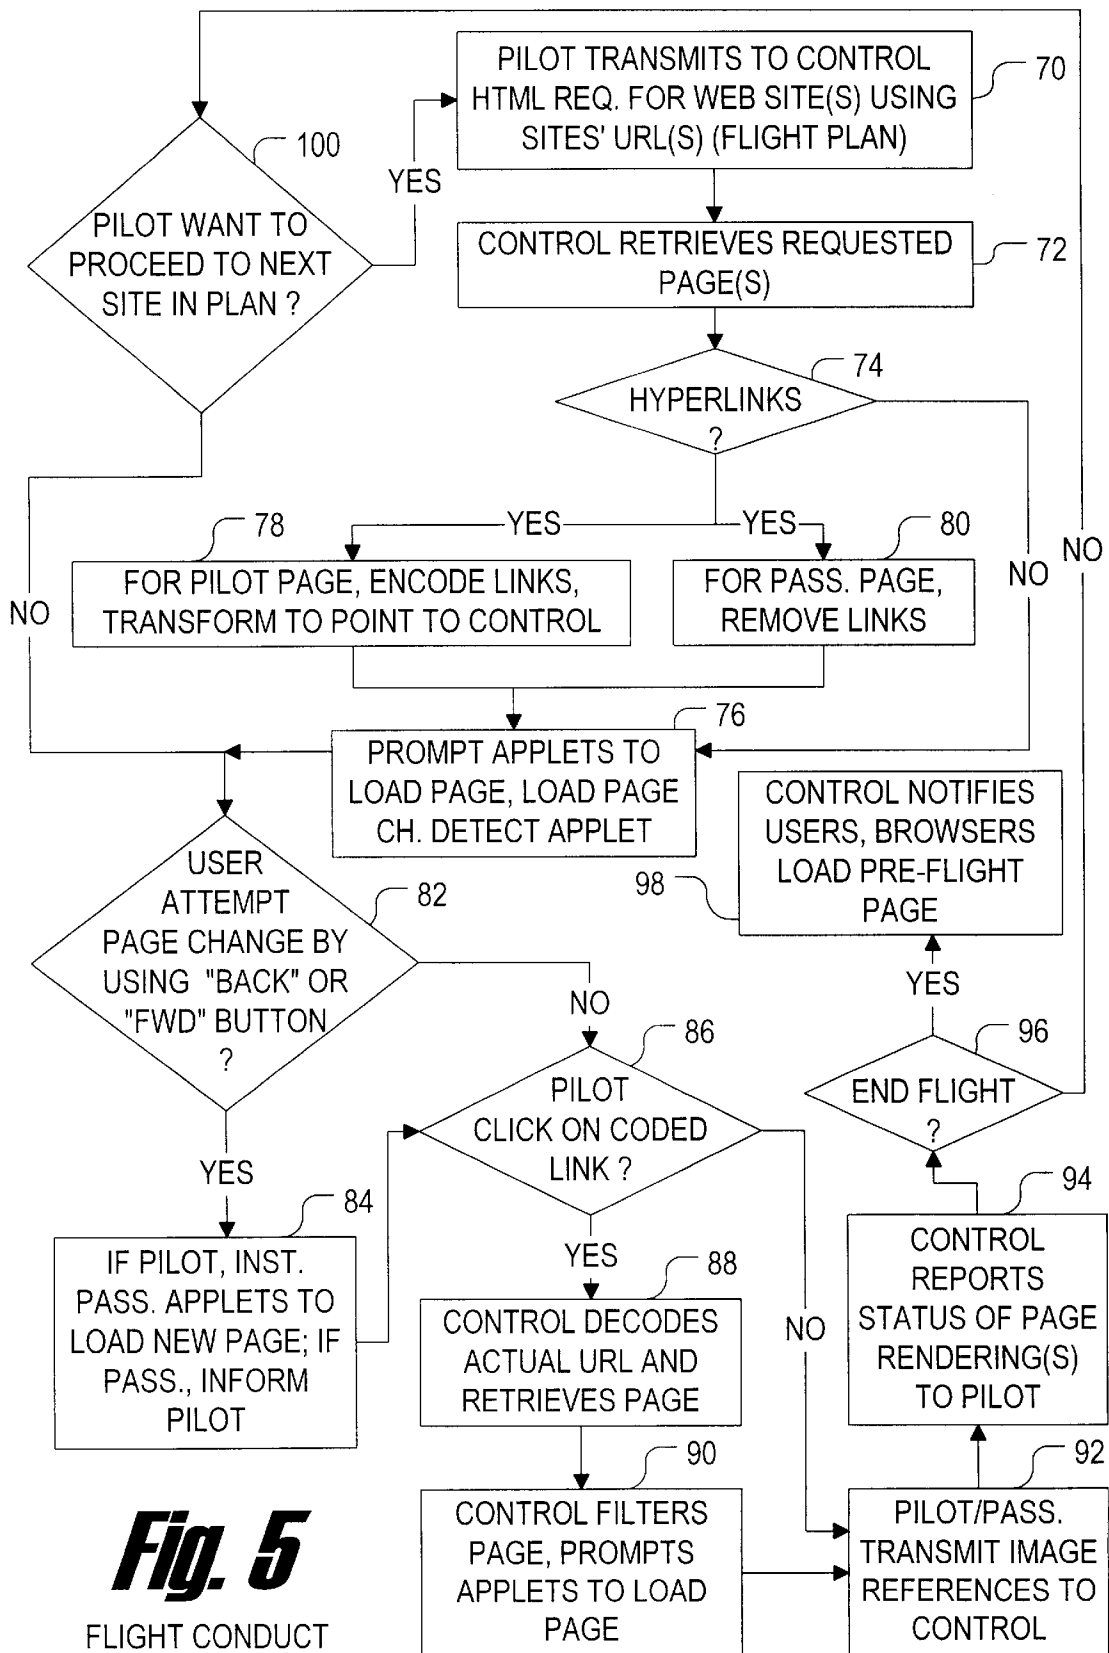 PILOT TRANSMITS TO CONTROL
HTML REQ. FOR WEB SITE(S) USING
SITES' URL(S) (FLIGHT PLAN)
70
100
YES
PILOT WANT TO
PROCEED TO NEXT
SITE IN PLAN ?
CONTROL RETRIEVES REQUESTED
PAGE(S)
72
74
HYPERLINKS
?
YES
YES
78
80
NO
NO
NO
FOR PILOT PAGE, ENCODE LINKS,
TRANSFORM TO POINT TO CONTROL
FOR PASS. PAGE,
REMOVE LINKS
76
PROMPT APPLETS TO
LOAD PAGE, LOAD PAGE
CH. DETECT APPLET
CONTROL NOTIFIES
USERS, BROWSERS
LOAD PRE-FLIGHT
PAGE
98
USER
ATTEMPT
PAGE CHANGE BY
USING "BACK" OR
"FWD" BUTTON
?
82
NO
YES
86
96
PILOT
CLICK ON CODED
LINK ?
END FLIGHT
?
YES
84
YES
94
IF PILOT, INST.
PASS. APPLETS TO
LOAD NEW PAGE; IF
PASS., INFORM
PILOT
88
CONTROL DECODES
ACTUAL URL AND
RETRIEVES PAGE
NO
CONTROL
REPORTS
STATUS OF PAGE
RENDERING(S)
TO PILOT
90
92
CONTROL FILTERS
PAGE, PROMPTS
APPLETS TO LOAD
PAGE
PILOT/PASS.
TRANSMIT IMAGE
REFERENCES TO
CONTROL
Fig. 5
FLIGHT CONDUCT